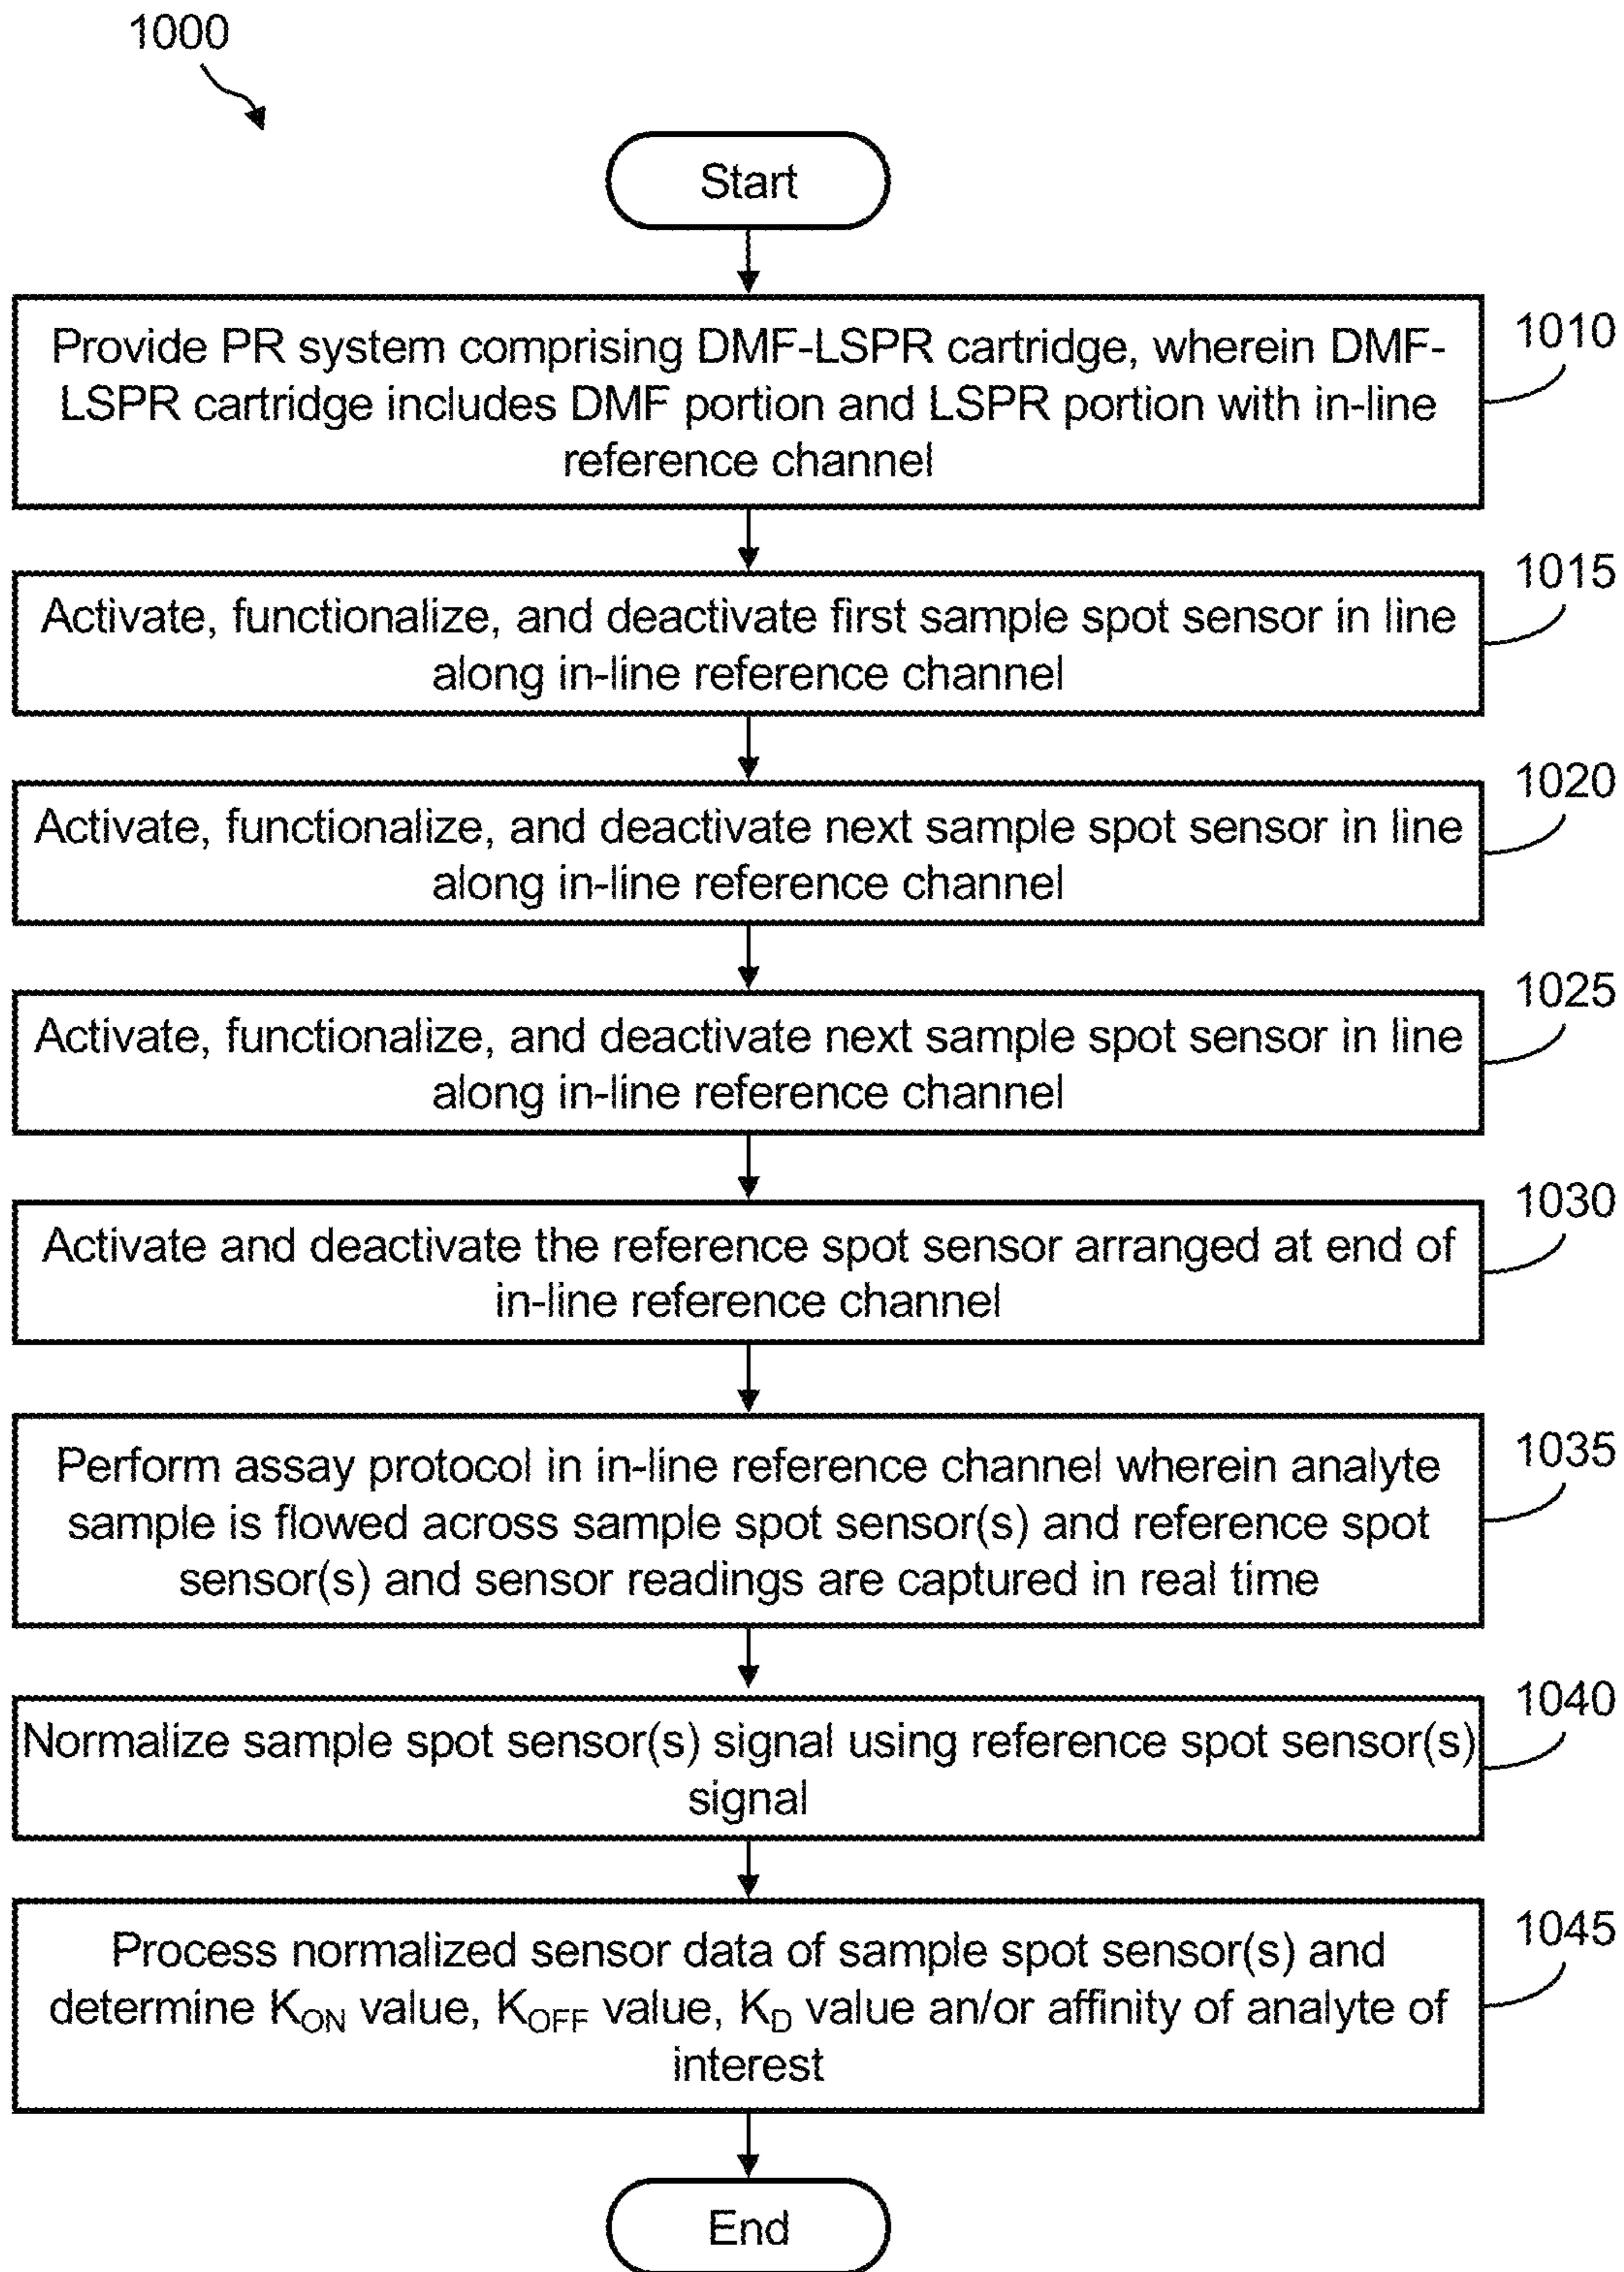 1000
Start
Provide PR system comprising DMF-LSPR cartridge, wherein DMF-
LSPR cartridge includes DMF portion and LSPR portion with in-line
reference channel
1010
Activate, functionalize, and deactivate first sample spot sensor in line
along in-line reference channel
1015
Activate, functionalize, and deactivate next sample spot sensor in line
along in-line reference channel
1020
Activate, functionalize, and deactivate next sample spot sensor in line
along in-line reference channel
1025
Activate and deactivate the reference spot sensor arranged at end of
in-line reference channel
1030
Perform assay protocol in in-line reference channel wherein analyte
sample is flowed across sample spot sensor(s) and reference spot
sensor(s) and sensor readings are captured in real time
1035
Normalize sample spot sensor(s) signal using reference spot sensor(s)
signal
1040
Process normalized sensor data of sample spot sensor(s) and
determine K_ON value, K_OFF value, K_D value an/or affinity of analyte of
interest
1045
End